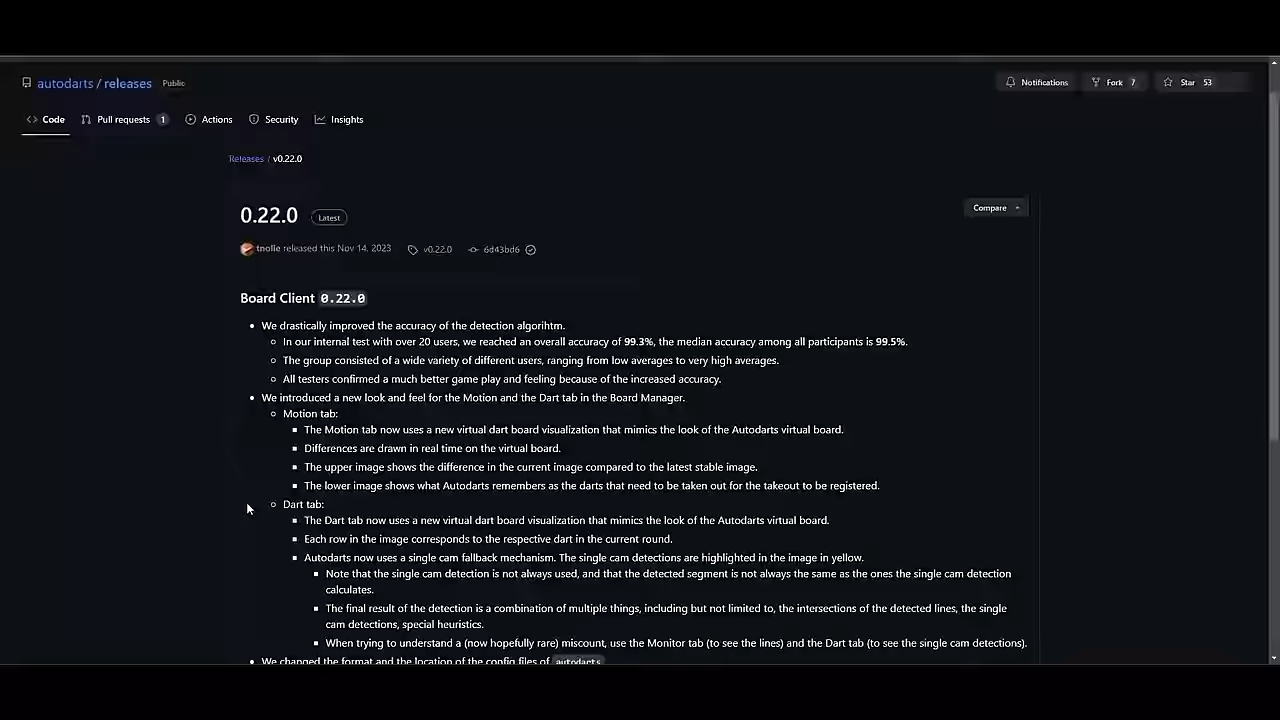 autodarts / releases Public
Notifications Fork 7 Star 53
Code Pull requests 1 Actions Security Insights
Releases / v0.22.0
0.22.0 Latest
Compare
tnolle released this Nov 14, 2023 v0.22.0 6d43bd6
Board Client 0.22.0
We drastically improved the accuracy of the detection algorihtm.
In our internal test with over 20 users, we reached an overall accuracy of 99.3%, the median accuracy among all participants is 99.5%.
The group consisted of a wide variety of different users, ranging from low averages to very high averages.
All testers confirmed a much better game play and feeling because of the increased accuracy.
We introduced a new look and feel for the Motion and the Dart tab in the Board Manager.
Motion tab:
The Motion tab now uses a new virtual dart board visualization that mimics the look of the Autodarts virtual board.
Differences are drawn in real time on the virtual board.
The upper image shows the difference in the current image compared to the latest stable image.
The lower image shows what Autodarts remembers as the darts that need to be taken out for the takeout to be registered.
Dart tab:
The Dart tab now uses a new virtual dart board visualization that mimics the look of the Autodarts virtual board.
Each row in the image corresponds to the respective dart in the current round.
Autodarts now uses a single cam fallback mechanism. The single cam detections are highlighted in the image in yellow.
Note that the single cam detection is not always used, and that the detected segment is not always the same as the ones the single cam detection
calculates.
The final result of the detection is a combination of multiple things, including but not limited to, the intersections of the detected lines, the single
cam detections, special heuristics.
When trying to understand a (now hopefully rare) miscount, use the Monitor tab (to see the lines) and the Dart tab (to see the single cam detections).
We changed the format and the location of the config files of autodarts